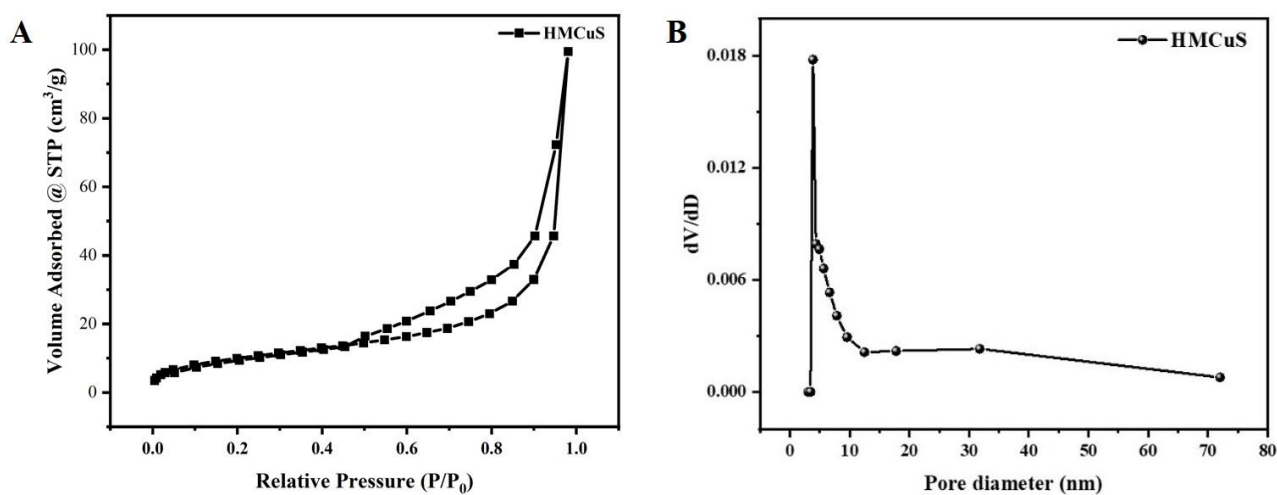 A
HMCuS
Volume Adsorbed @ STP (cm³/g)
100
80
60
40
20
0
0.0 0.2 0.4 0.6 0.8 1.0
Relative Pressure (P/P₀)
B
HMCuS
dV/dD
0.018
0.012
0.006
0.000
0 10 20 30 40 50 60 70 80
Pore diameter (nm)